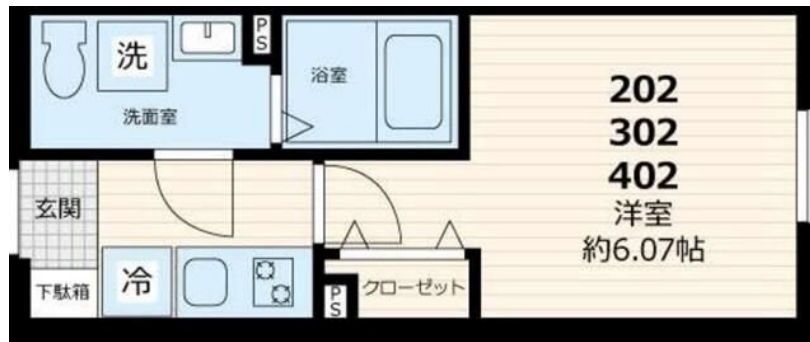 PS
洗
浴室
洗面室
202
302
402
洋室
約6.07帖
玄関
下駄箱
冷
PS
クローゼット